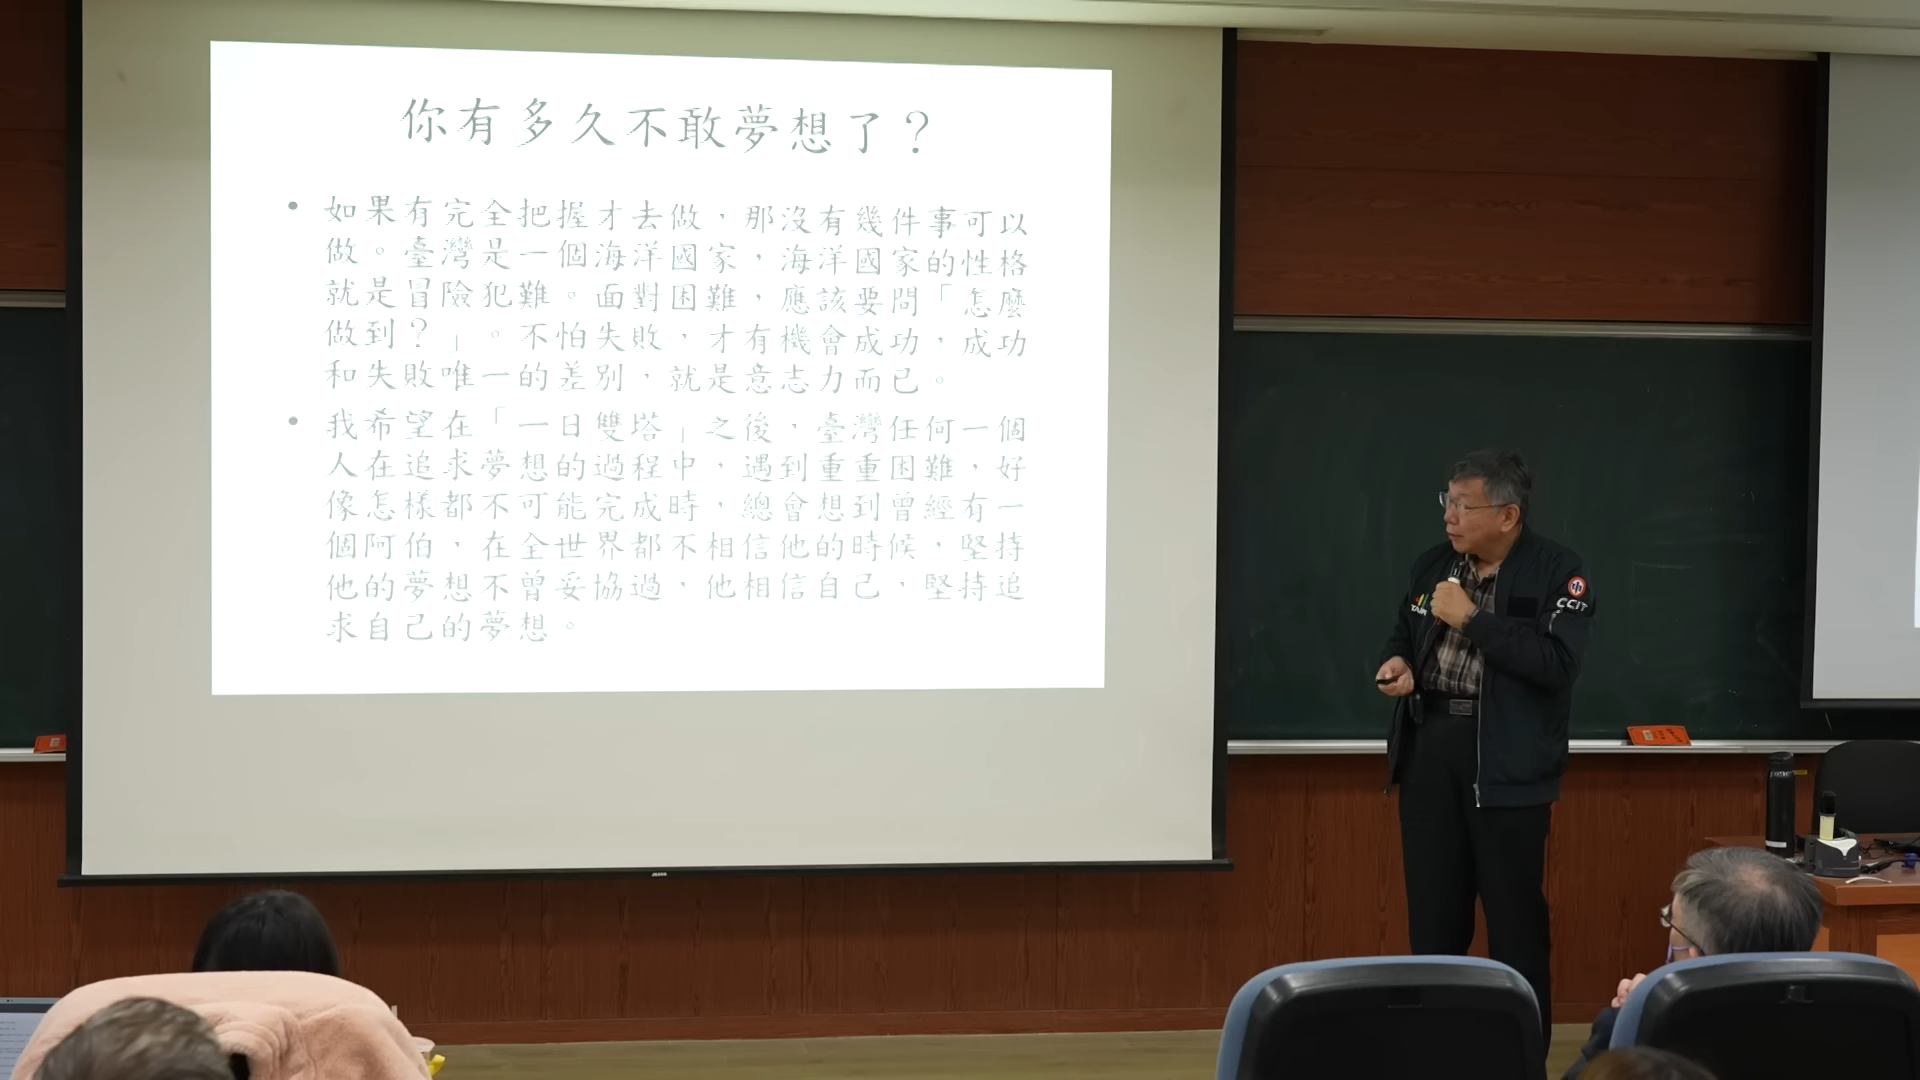 你有多久不敢夢想了？
• 如果有完全把握才去做，那沒有幾件事可以
做。臺灣是一個海洋國家，海洋國家的性格
就是冒險犯難。面對困難，應該要問「怎麼
做到？」。不怕失敗，才有機會成功，成功
和失敗唯一的差別，就是意志力而已。
• 我希望在「一日雙塔」之後，臺灣任何一個
人在追求夢想的過程中，遇到重重困難，好
像怎樣都不可能完成時，總會想到曾經有一
個阿伯，在全世界都不相信他的時候，堅持
他的夢想不曾妥協過，他相信自己，堅持追
求自己的夢想。
中
CCIT